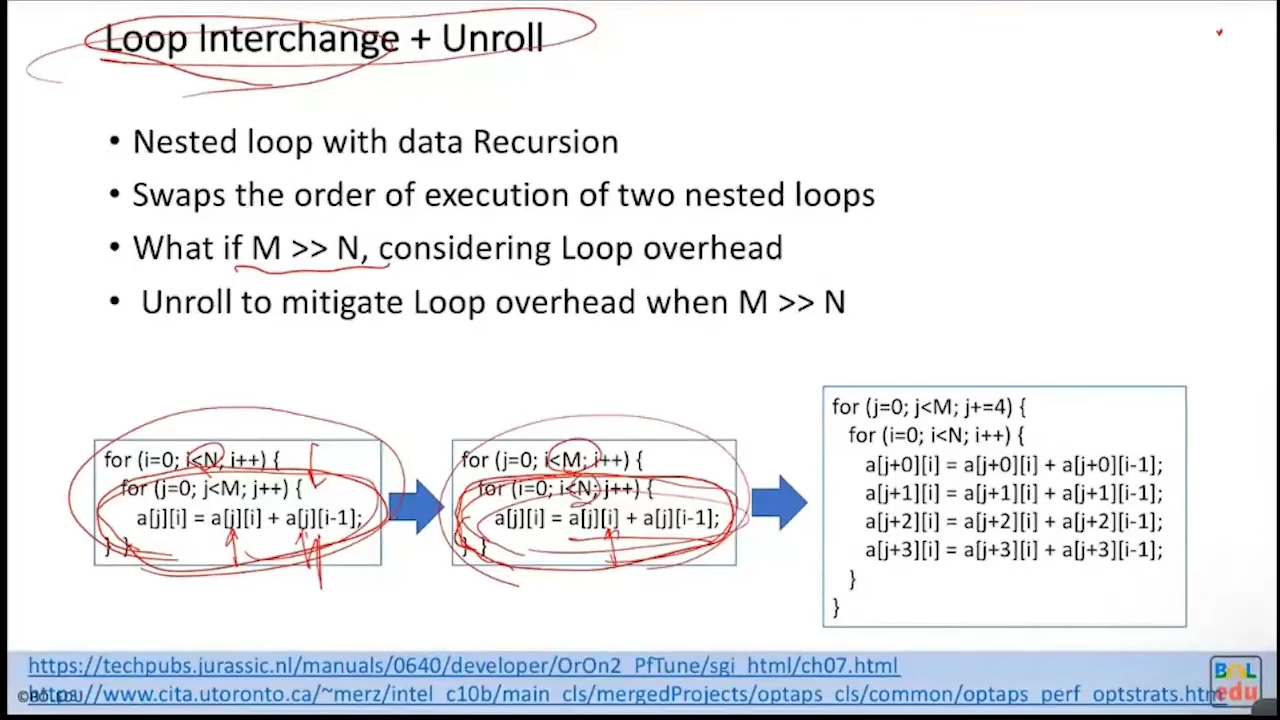 Loop Interchange + Unroll
• Nested loop with data Recursion
• Swaps the order of execution of two nested loops
• What if M >> N, considering Loop overhead
• Unroll to mitigate Loop overhead when M >> N
for (i=0; i<N, i++) {
for (j=0; j<M; j++) {
a[j][i] = a[j][i] + a[j][i-1];
} }
for (j=0; i<M; i++) {
for (i=0; i<N; j++) {
a[j][i] = a[j][i] + a[j][i-1];
} }
for (j=0; j<M; j+=4) {
for (i=0; i<N; i++) {
a[j+0][i] = a[j+0][i] + a[j+0][i-1];
a[j+1][i] = a[j+1][i] + a[j+1][i-1];
a[j+2][i] = a[j+2][i] + a[j+2][i-1];
a[j+3][i] = a[j+3][i] + a[j+3][i-1];
}
}
https://techpubs.jurassic.nl/manuals/0640/developer/OrOn2_PfTune/sgi_html/ch07.html
https://www.cita.utoronto.ca/~merz/intel_c10b/main_cls/mergedProjects/optaps_cls/common/optaps_perf_optstrats.htm
BOL
edu